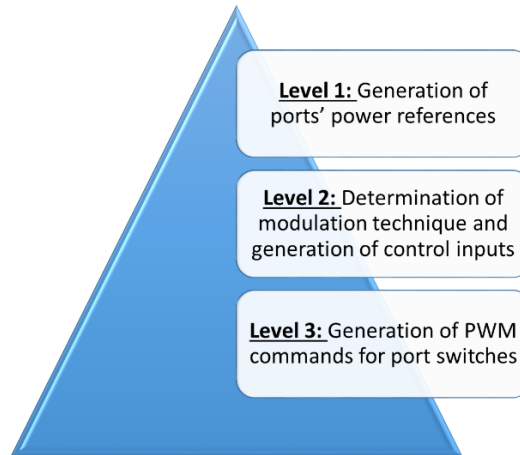 Level 1: Generation of
ports' power references
Level 2: Determination of
modulation technique and
generation of control inputs
Level 3: Generation of PWM
commands for port switches